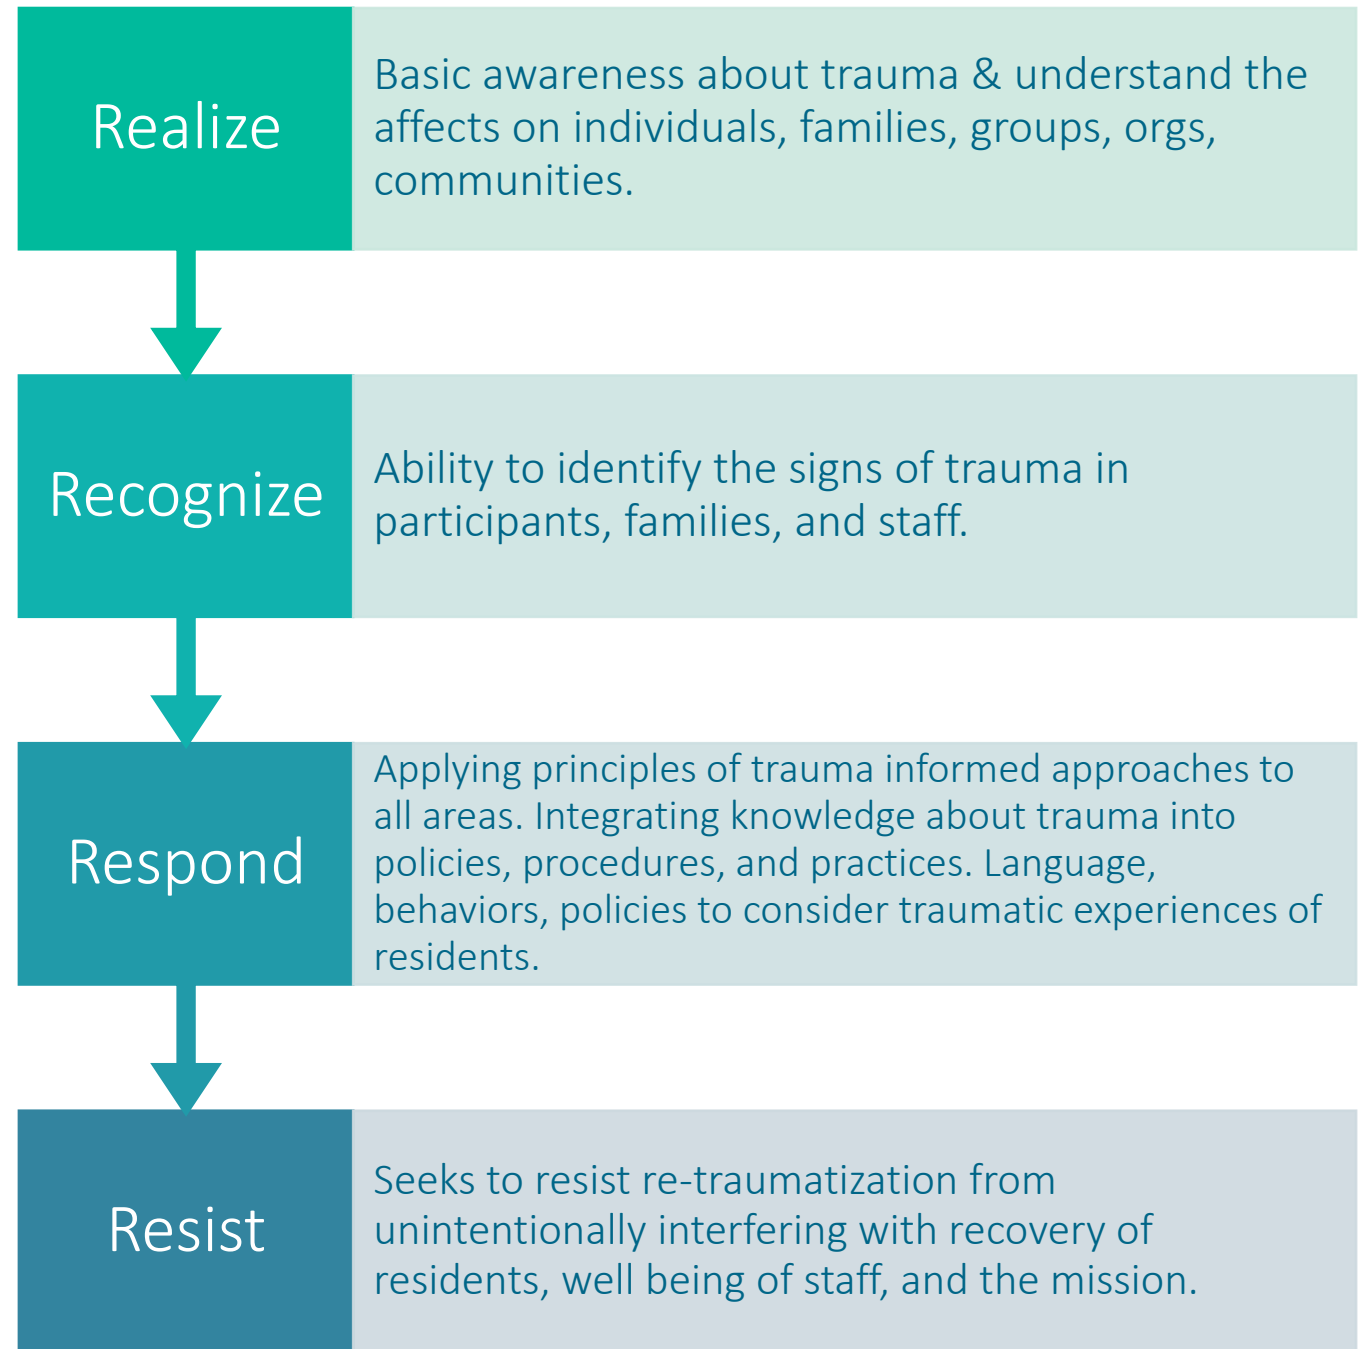 Realize
Basic awareness about trauma & understand the
affects on individuals, families, groups, orgs,
communities.
Recognize
Ability to identify the signs of trauma in
participants, families, and staff.
Respond
Applying principles of trauma informed approaches to
all areas. Integrating knowledge about trauma into
policies, procedures, and practices. Language,
behaviors, policies to consider traumatic experiences of
residents.
Resist
Seeks to resist re-traumatization from
unintentionally interfering with recovery of
residents, well being of staff, and the mission.